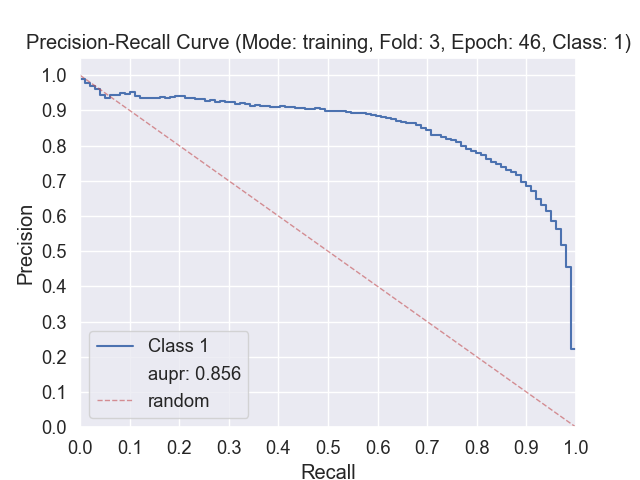 Precision-Recall Curve (Mode: training, Fold: 3, Epoch: 46, Class: 1)
1.0
0.9
0.8
0.7
0.6
0.5
0.4
0.3
0.2
0.1
0.0
Precision
Class 1
aupr: 0.856
random
0.0 0.1 0.2 0.3 0.4 0.5 0.6 0.7 0.8 0.9 1.0
Recall